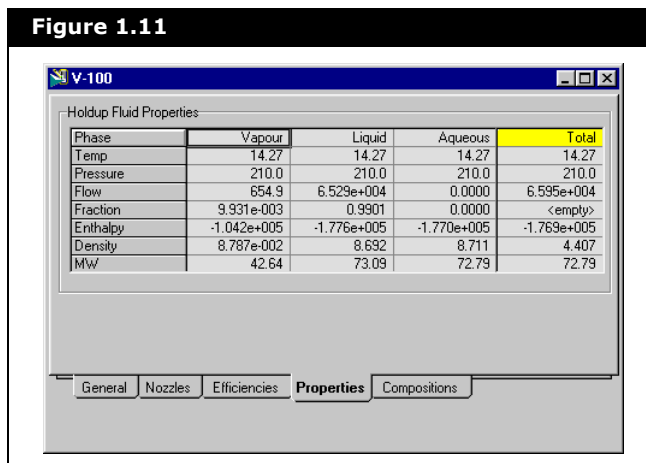 Figure 1.11
V-100
Holdup Fluid Properties
Phase Vapour Liquid Aqueous Total
Temp 14.27 14.27 14.27 14.27
Pressure 210.0 210.0 210.0 210.0
Flow 654.9 6.529e+004 0.0000 6.595e+004
Fraction 9.931e-003 0.9901 0.0000 <empty>
Enthalpy -1.042e+005 -1.776e+005 -1.770e+005 -1.769e+005
Density 8.787e-002 8.692 8.711 4.407
MW 42.64 73.09 72.79 72.79
General Nozzles Efficiencies Properties Compositions